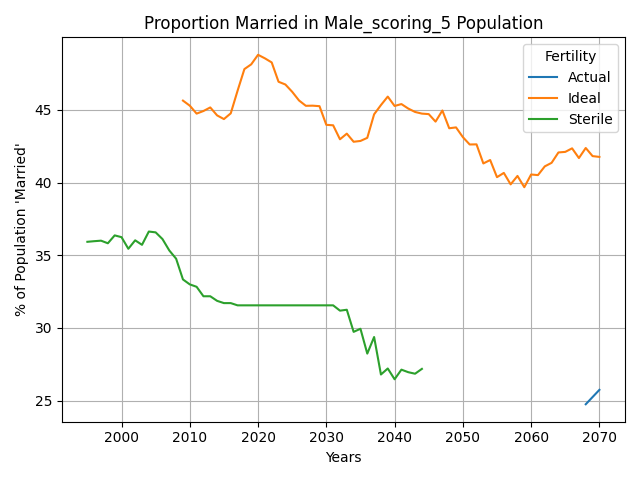 Proportion Married in Male_scoring_5 Population
Fertility
Actual
Ideal
Sterile
% of Population 'Married'
45
40
35
30
25
2000
2010
2020
2030
2040
2050
2060
2070
Years